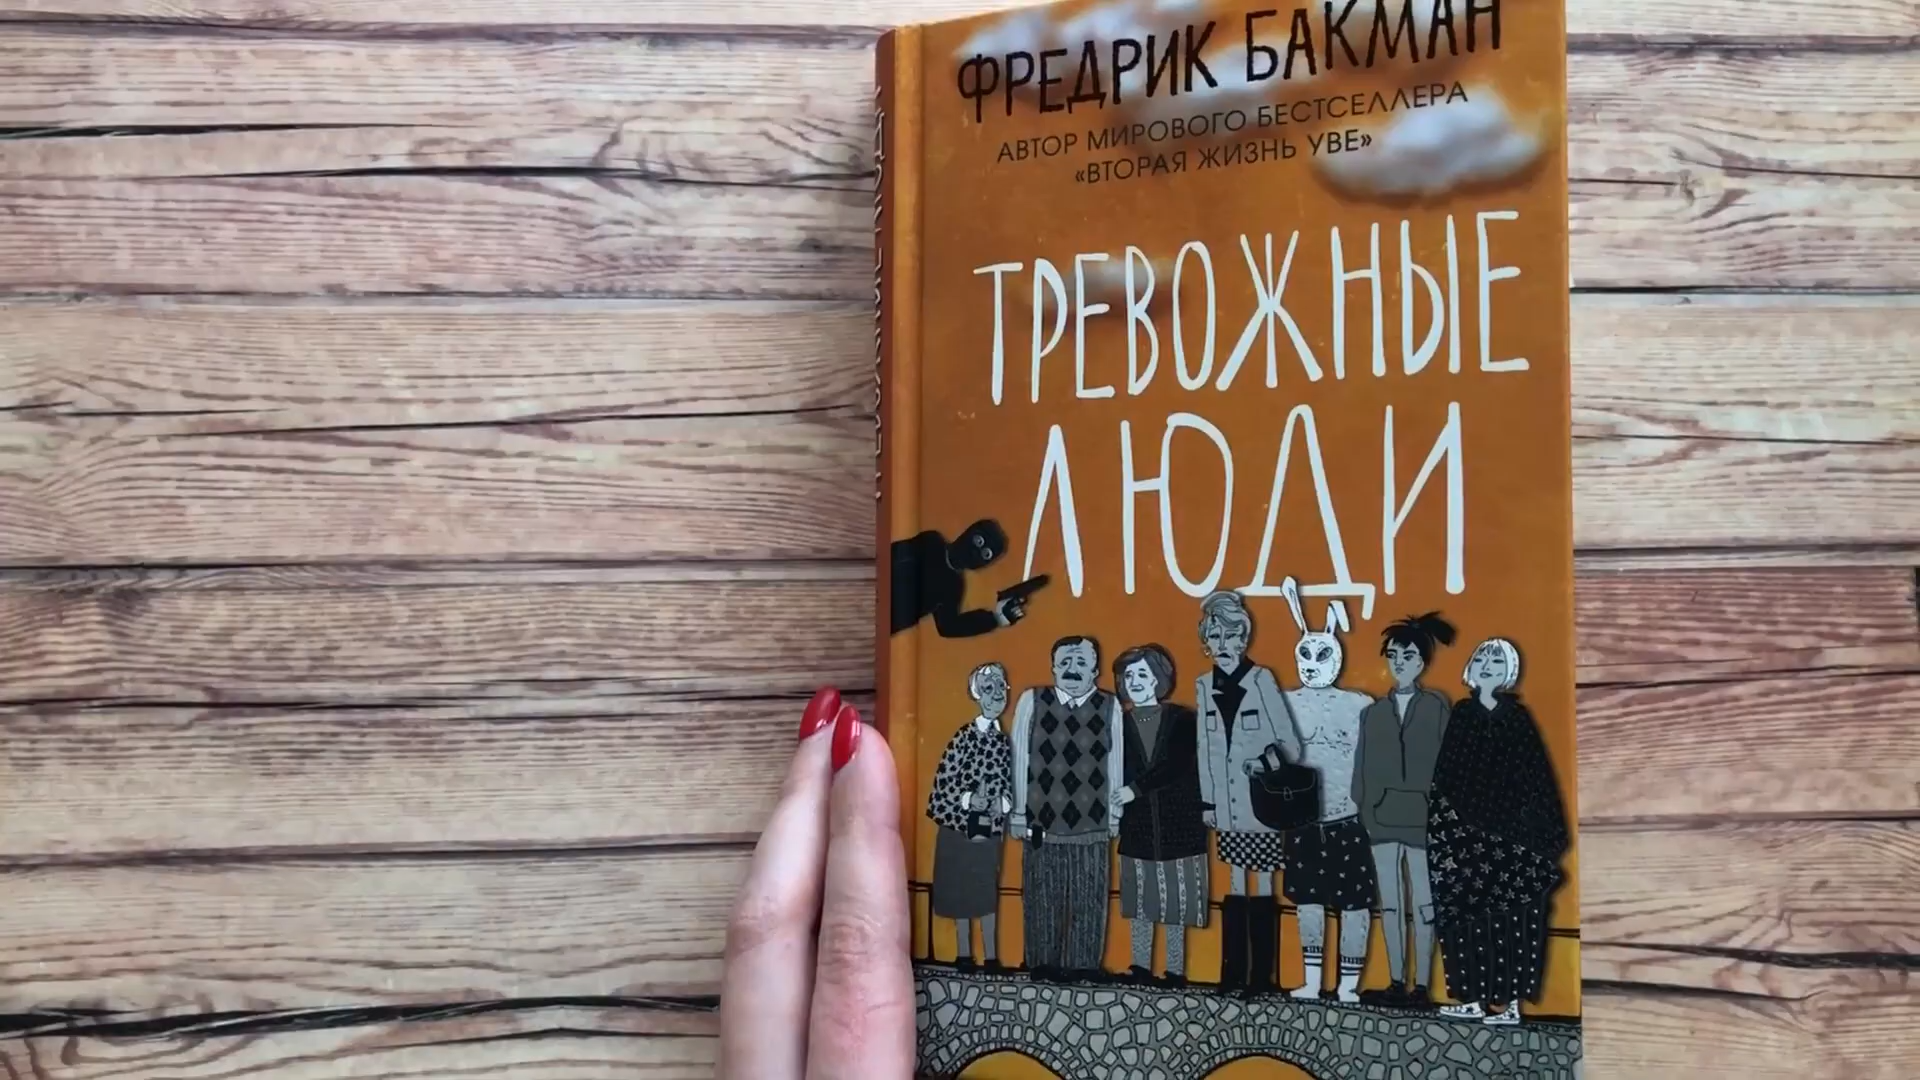 ФРЕДРИК БАКМАН
АВТОР МИРОВОГО БЕСТСЕЛЛЕРА
«ВТОРАЯ ЖИЗНЬ УВЕ»
ТРЕВОЖНЫЕ
ЛЮДИ